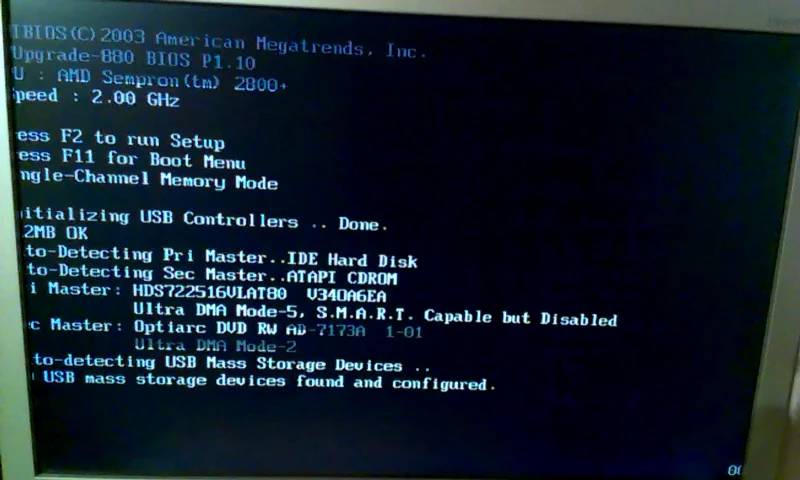 IBIOS(C)2003 American Megatrends, Inc.
Upgrade-880 BIOS P1.10
U : AMD Sempron(tm) 2800+
peed : 2.00 GHz
ess F2 to run Setup
ess F11 for Boot Menu
ngle-Channel Memory Mode
itializing USB Controllers .. Done.
2MB OK
to-Detecting Pri Master..IDE Hard Disk
to-Detecting Sec Master..ATAPI CDROM
i Master: HDS722516VLAT80 V34OA6EA
Ultra DMA Mode-5, S.M.A.R.T. Capable but Disabled
c Master: Optiarc DVD RW AD-7173A 1-01
Ultra DMA Mode-2
to-detecting USB Mass Storage Devices ..
USB mass storage devices found and configured.